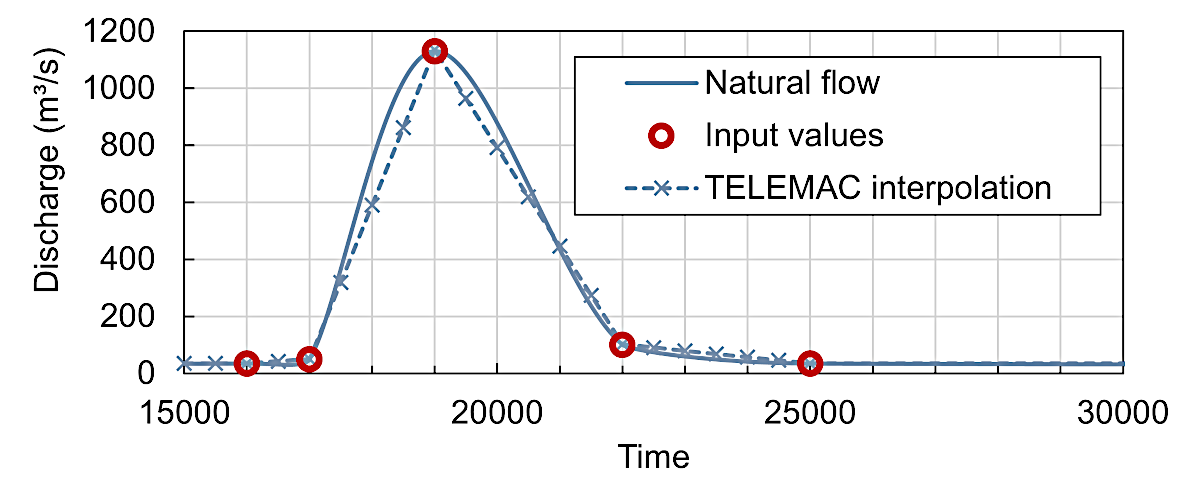 1200
1000
800
600
400
200
0
Discharge (m³/s)
Natural flow
Input values
TELEMAC interpolation
15000 20000 25000 30000
Time